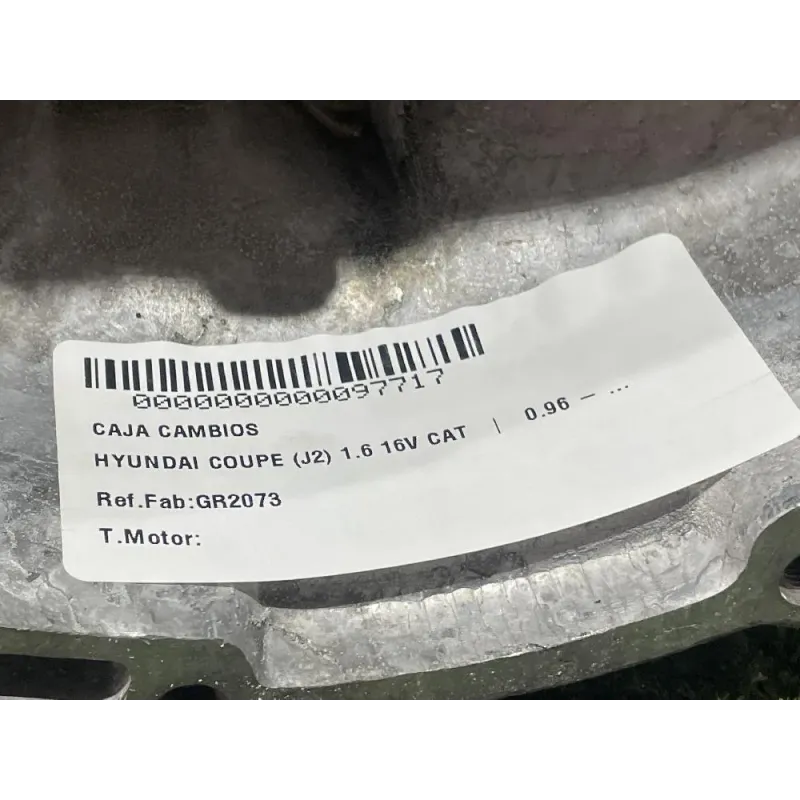 0000000000097717
CAJA CAMBIOS
HYUNDAI COUPE (J2) 1.6 16V CAT | 0.96 - ...
Ref.Fab:GR2073
T.Motor: